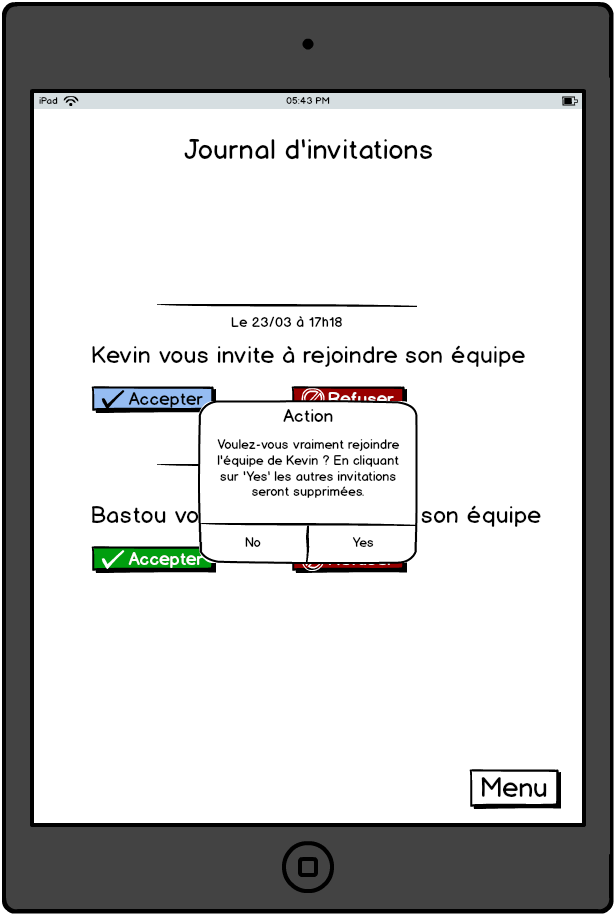 iPad 05:43 PM
Journal d'invitations
Le 23/03 à 17h18
Kevin vous invite à rejoindre son équipe
Accepter Refuser
Action
Voulez-vous vraiment rejoindre
l'équipe de Kevin ? En cliquant
sur 'Yes' les autres invitations
seront supprimées.
Bastou vo son équipe
No Yes
Accepter
Menu